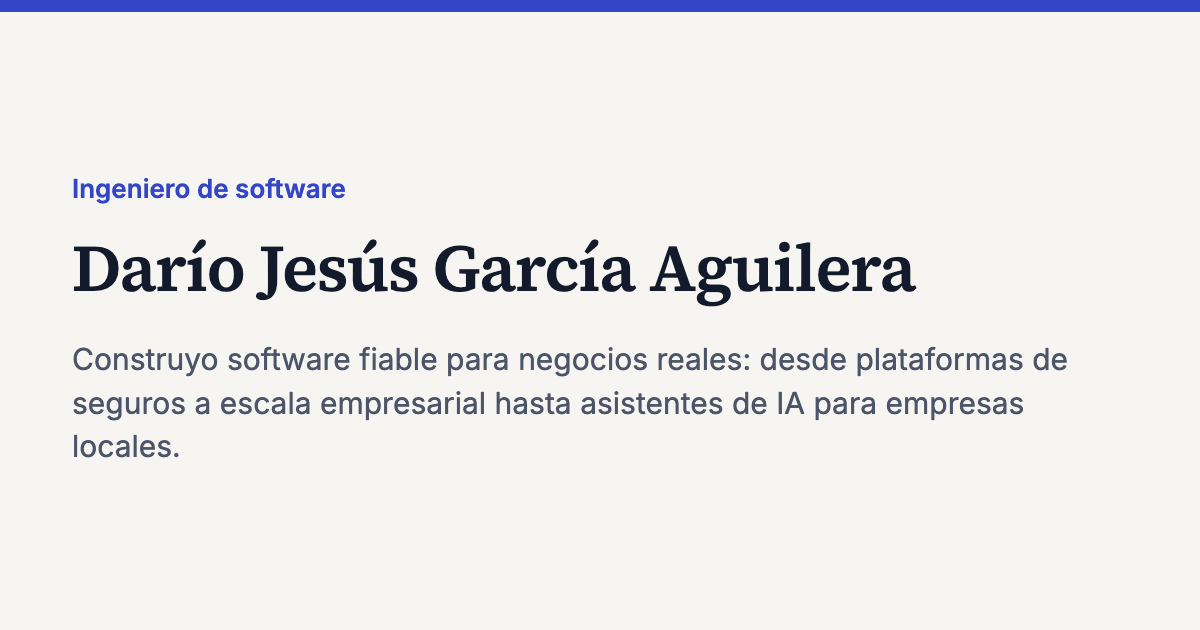 Ingeniero de software
Darío Jesús García Aguilera
Construyo software fiable para negocios reales: desde plataformas de
seguros a escala empresarial hasta asistentes de IA para empresas
locales.